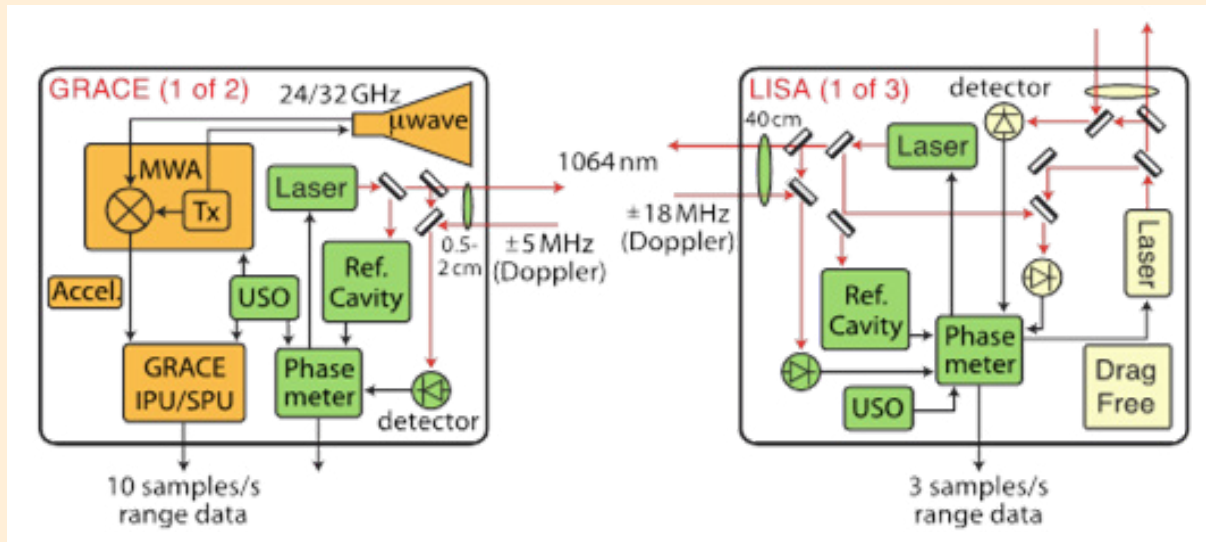 GRACE (1 of 2)
24/32 GHz
μwave
MWA
Tx
Laser
Accel.
USO
Ref.
Cavity
0.5-
2 cm
GRACE
IPU/SPU
Phase
meter
detector
10 samples/s
range data
1064 nm
±5 MHz
(Doppler)
±18 MHz
(Doppler)
LISA (1 of 3)
40 cm
detector
Laser
Laser
Ref.
Cavity
Phase
meter
USO
Drag
Free
3 samples/s
range data